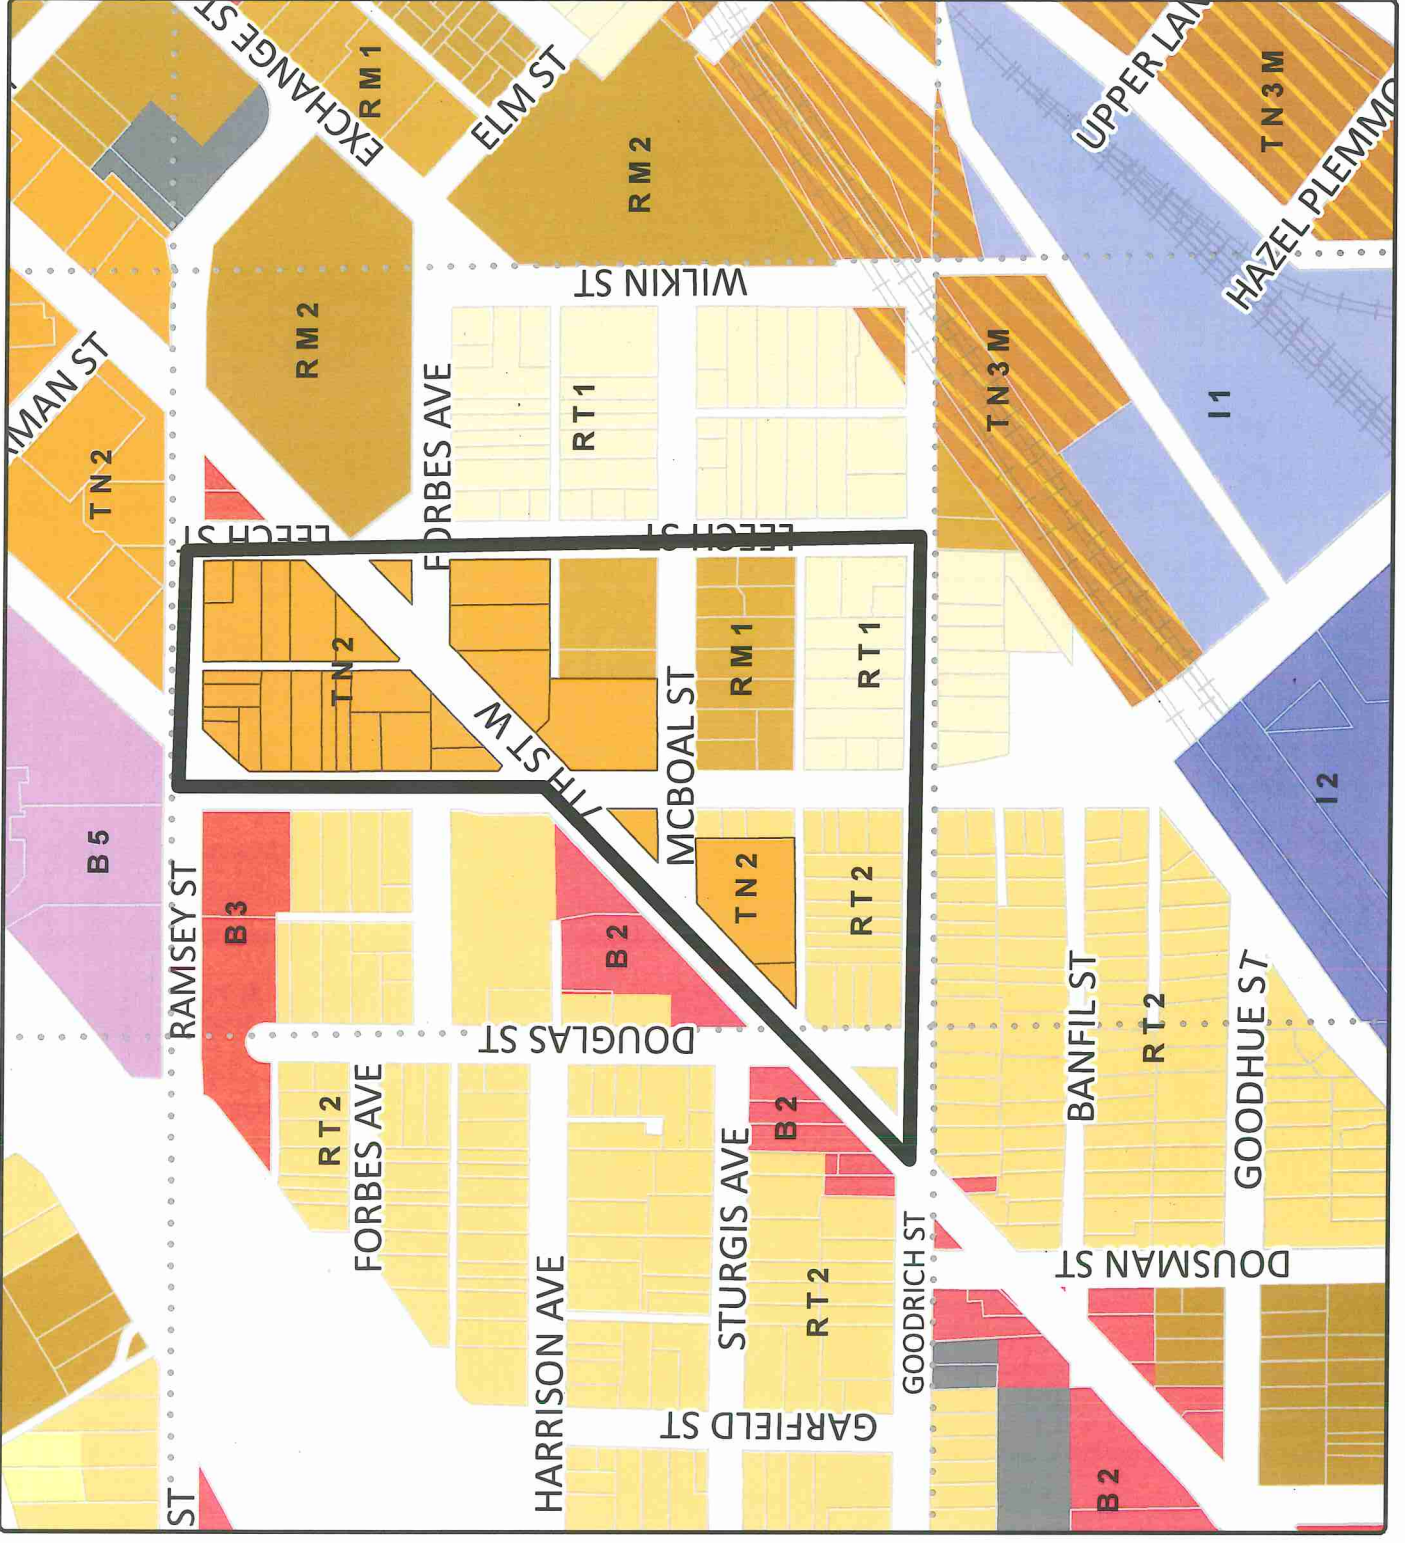 EXCHANGE ST
RM1
ELM ST
RM2
UPPER LAN
TN3M
HAZEL PLEMMO
WILKIN ST
RM2
MAN ST
TN2
FORBES AVE
RT1
TN3M
I1
LEECH ST
LEECH ST
TN2
7TH ST W
MCBOAL ST
RM1
RT1
B5
RAMSEY ST
B3
B2
TN2
RT2
I2
DOUGLAS ST
BANFIL ST
RT2
GOODHUE ST
RT2
FORBES AVE
B2
STURGIS AVE
HARRISON AVE
RT2
GOODRICH ST
DOUSMAN ST
GARFIELD ST
ST
B2